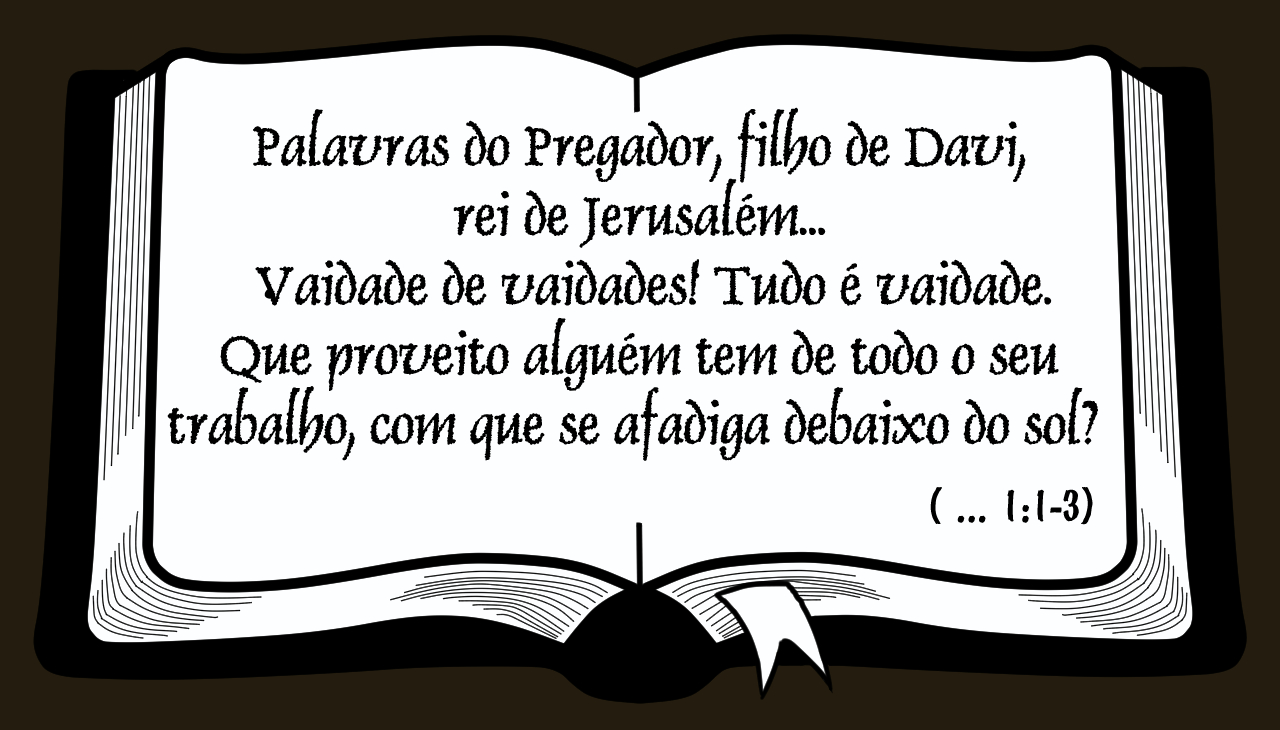 Palavras do Pregador, filho de Davi,
rei de Jerusalém...
Vaidade de vaidades! Tudo é vaidade.
Que proveito alguém tem de todo o seu
trabalho, com que se afadiga debaixo do sol?
( ... 1:1-3)